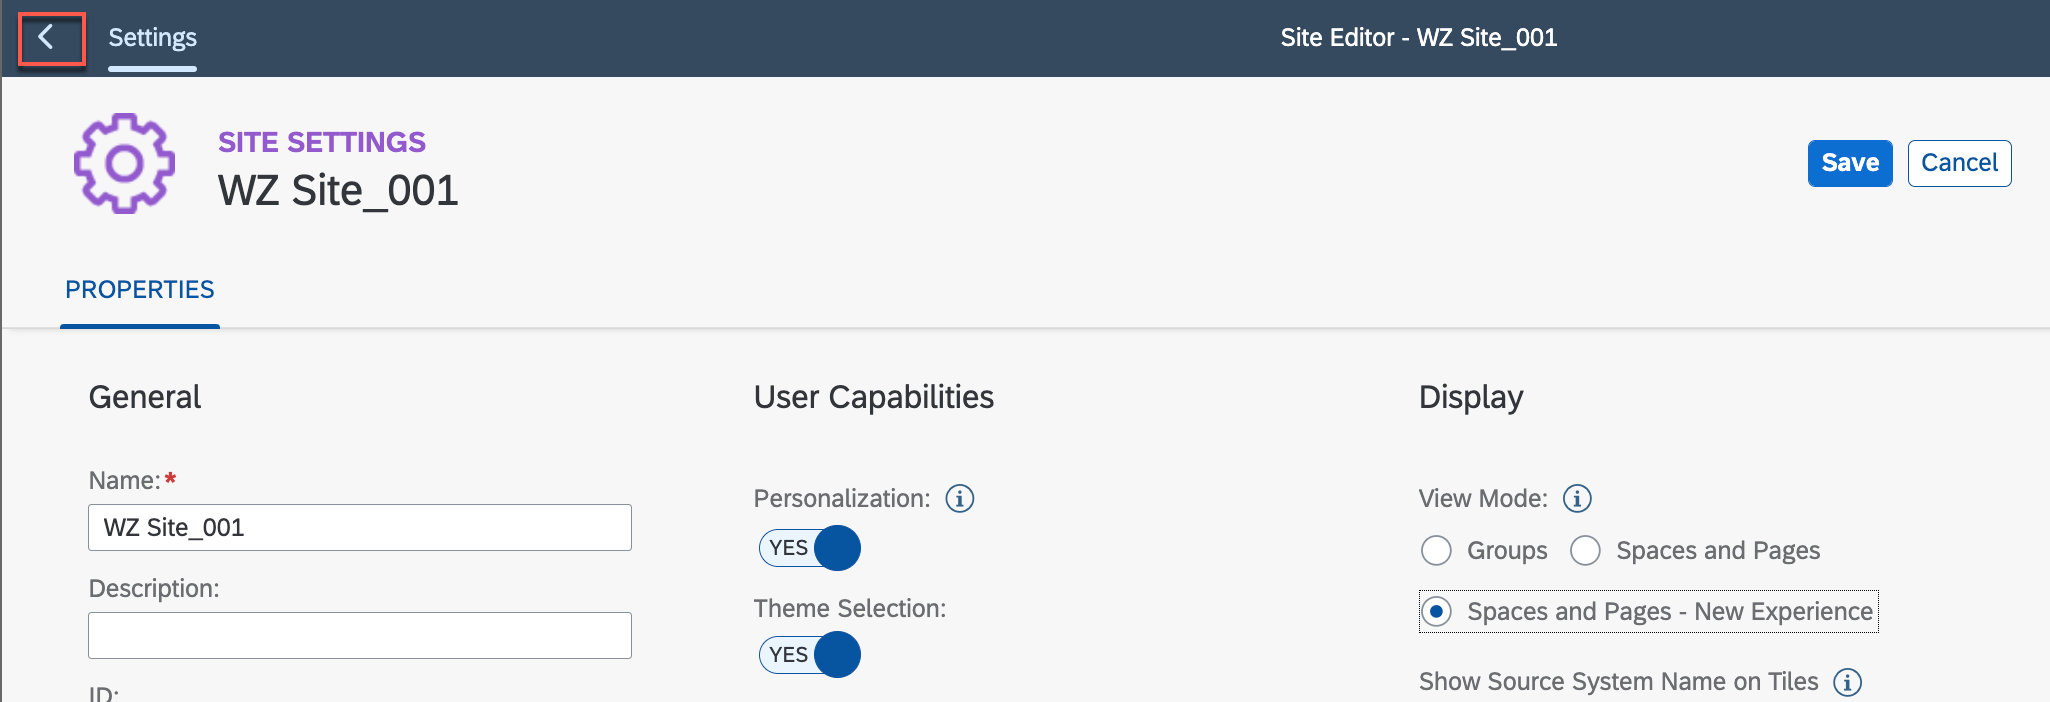 Settings
Site Editor - WZ Site_001
SITE SETTINGS
WZ Site_001
Save
Cancel
PROPERTIES
General
Name:*
WZ Site_001
Description:
ID:
User Capabilities
Personalization:
YES
Theme Selection:
YES
Display
View Mode:
Groups
Spaces and Pages
Spaces and Pages - New Experience
Show Source System Name on Tiles